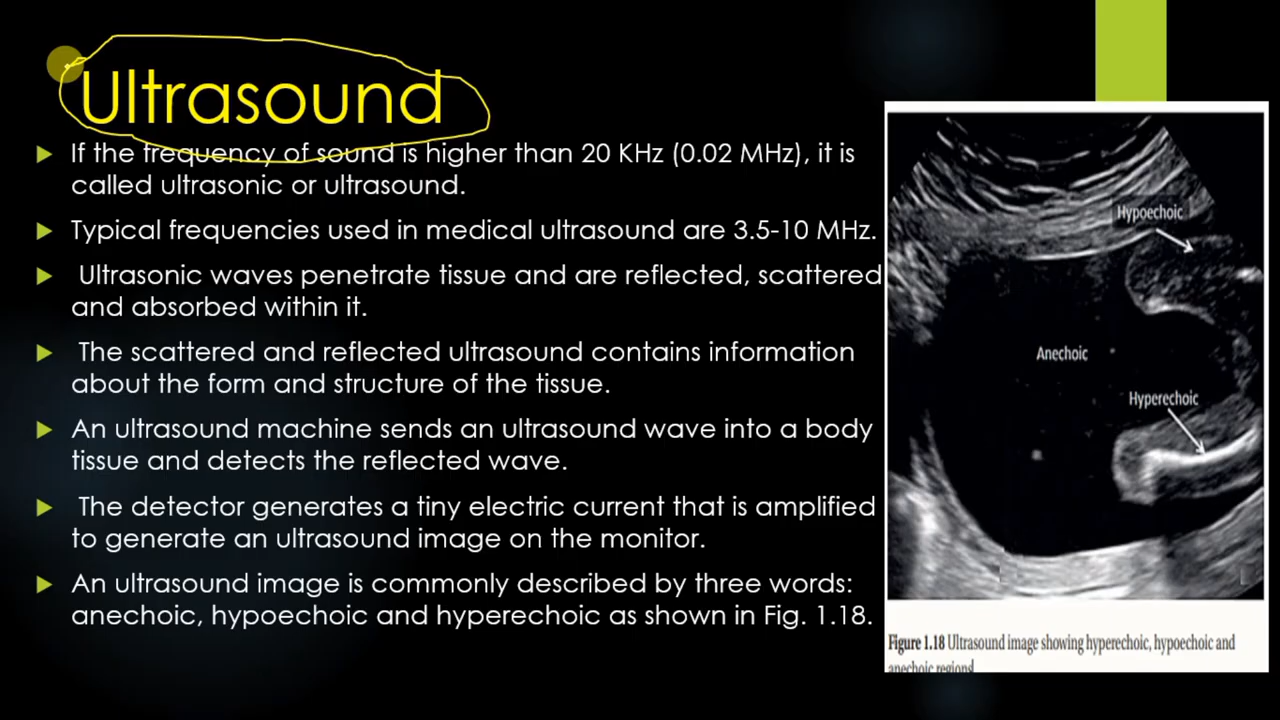 Ultrasound
If the frequency of sound is higher than 20 KHz (0.02 MHz), it is
called ultrasonic or ultrasound.
Typical frequencies used in medical ultrasound are 3.5-10 MHz.
Ultrasonic waves penetrate tissue and are reflected, scattered
and absorbed within it.
The scattered and reflected ultrasound contains information
about the form and structure of the tissue.
An ultrasound machine sends an ultrasound wave into a body
tissue and detects the reflected wave.
The detector generates a tiny electric current that is amplified
to generate an ultrasound image on the monitor.
An ultrasound image is commonly described by three words:
anechoic, hypoechoic and hyperechoic as shown in Fig. 1.18.
Hypoechoic
Anechoic
Hyperechoic
Figure 1.18 Ultrasound image showing hyperechoic, hypoechoic and
anechoic regions